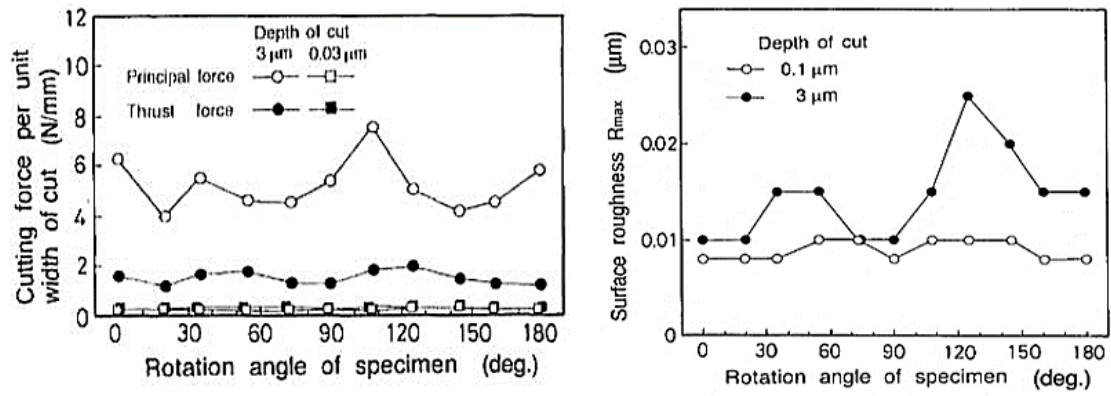 12
10
8
6
4
2
0
Cutting force per unit
width of cut (N/mm)
Depth of cut
3 μm 0.03 μm
Principal force
Thrust force
0 30 60 90 120 150 180
Rotation angle of specimen (deg.)
0.03
0.02
0.01
0
Surface roughness Rmax (μm)
Depth of cut
0.1 μm
3 μm
0 30 60 90 120 150 180
Rotation angle of specimen (deg.)